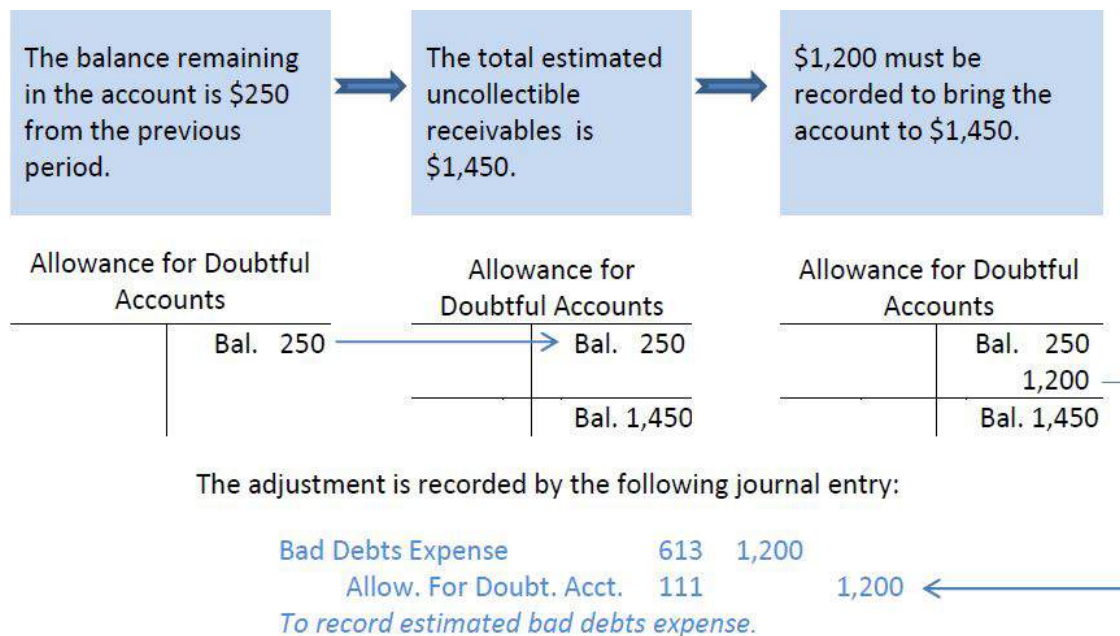 The balance remaining
in the account is $250
from the previous
period.
The total estimated
uncollectible
receivables is
$1,450.
$1,200 must be
recorded to bring the
account to $1,450.
Allowance for Doubtful
Accounts
Bal. 250
Allowance for
Doubtful Accounts
Bal. 250
Bal. 1,450
Allowance for Doubtful
Accounts
Bal. 250
1,200
Bal. 1,450
The adjustment is recorded by the following journal entry:
Bad Debts Expense 613 1,200
Allow. For Doubt. Acct. 111 1,200
To record estimated bad debts expense.